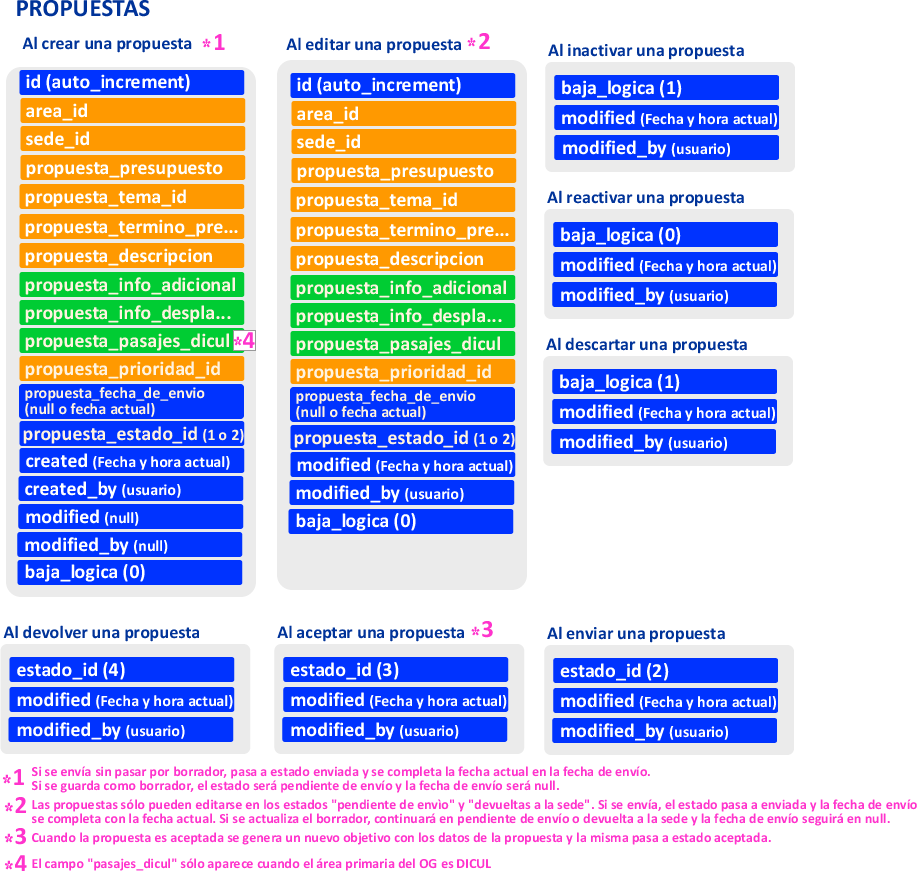 PROPUESTAS
Al crear una propuesta *1
id (auto_increment)
area_id
sede_id
propuesta_presupuesto
propuesta_tema_id
propuesta_termino_pre...
propuesta_descripcion
propuesta_info_adicional
propuesta_info_despla...
propuesta_pasajes_dicul *4
propuesta_prioridad_id
propuesta_fecha_de_envio
(null o fecha actual)
propuesta_estado_id (1 o 2)
created (Fecha y hora actual)
created_by (usuario)
modified (null)
modified_by (null)
baja_logica (0)
Al editar una propuesta *2
id (auto_increment)
area_id
sede_id
propuesta_presupuesto
propuesta_tema_id
propuesta_termino_pre...
propuesta_descripcion
propuesta_info_adicional
propuesta_info_despla...
propuesta_pasajes_dicul
propuesta_prioridad_id
propuesta_fecha_de_envio
(null o fecha actual)
propuesta_estado_id (1 o 2)
modified (Fecha y hora actual)
modified_by (usuario)
baja_logica (0)
Al inactivar una propuesta
baja_logica (1)
modified (Fecha y hora actual)
modified_by (usuario)
Al reactivar una propuesta
baja_logica (0)
modified (Fecha y hora actual)
modified_by (usuario)
Al descartar una propuesta
baja_logica (1)
modified (Fecha y hora actual)
modified_by (usuario)
Al devolver una propuesta
estado_id (4)
modified (Fecha y hora actual)
modified_by (usuario)
Al aceptar una propuesta *3
estado_id (3)
modified (Fecha y hora actual)
modified_by (usuario)
Al enviar una propuesta
estado_id (2)
modified (Fecha y hora actual)
modified_by (usuario)
*1 Si se envía sin pasar por borrador, pasa a estado enviada y se completa la fecha actual en la fecha de envío.
Si se guarda como borrador, el estado será pendiente de envío y la fecha de envío será null.
*2 Las propuestas sólo pueden editarse en los estados "pendiente de envìo" y "devueltas a la sede". Si se envía, el estado pasa a enviada y la fecha de envío
se completa con la fecha actual. Si se actualiza el borrador, continuará en pendiente de envío o devuelta a la sede y la fecha de envío seguirá en null.
*3 Cuando la propuesta es aceptada se genera un nuevo objetivo con los datos de la propuesta y la misma pasa a estado aceptada.
*4 El campo "pasajes_dicul" sólo aparece cuando el área primaria del OG es DICUL